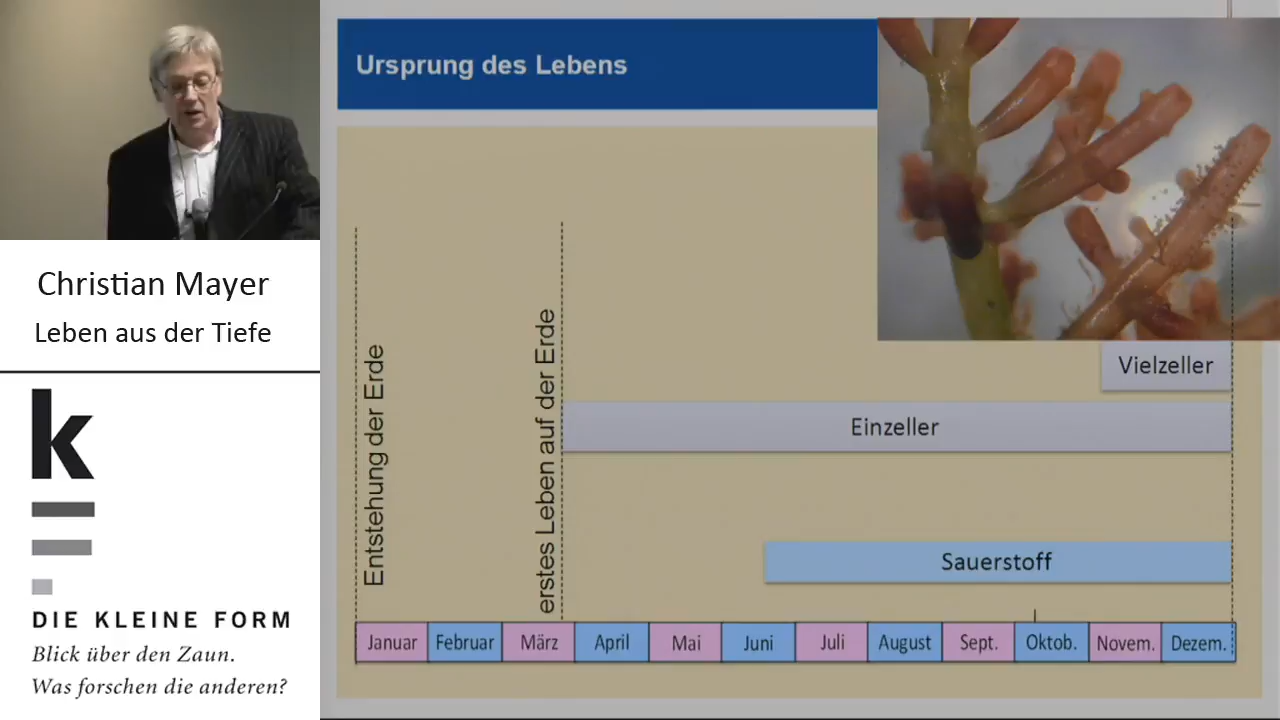 Christian Mayer
Leben aus der Tiefe
k
DIE KLEINE FORM
Blick über den Zaun.
Was forschen die anderen?
Ursprung des Lebens
Entstehung der Erde
erstes Leben auf der Erde
Vielzeller
Einzeller
Sauerstoff
Januar Februar März April Mai Juni Juli August Sept. Oktob. Novem. Dezem.